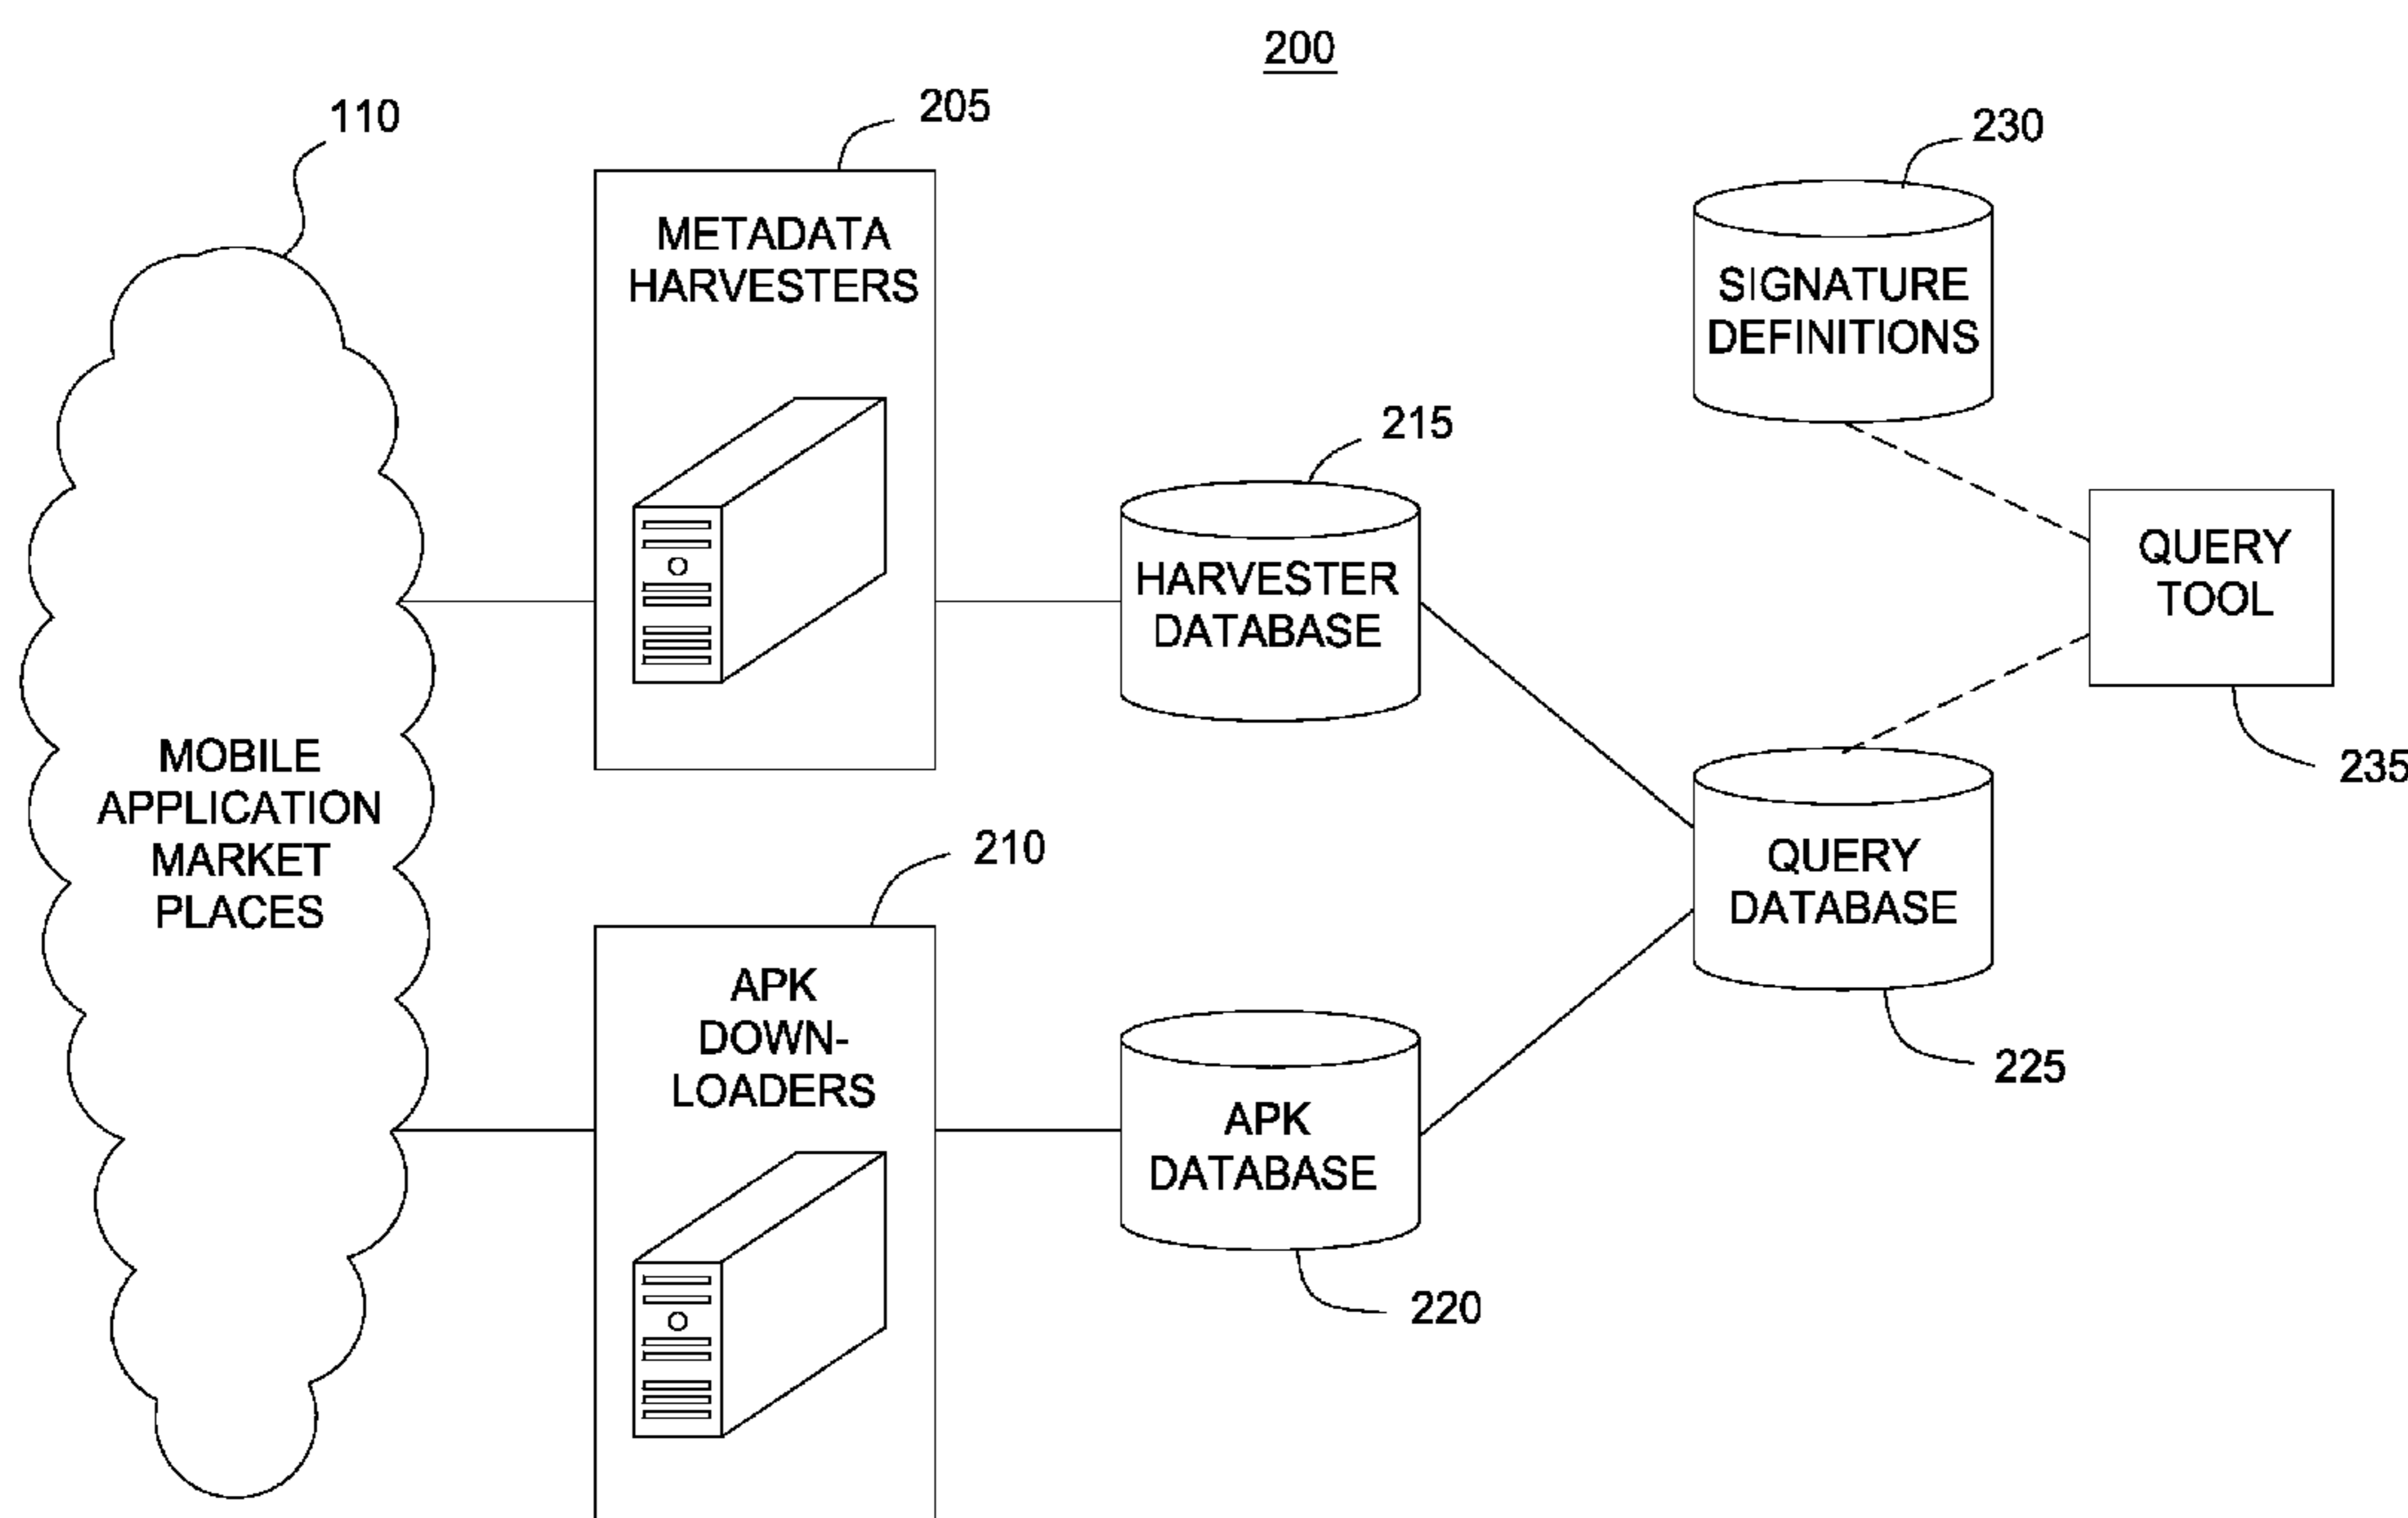 200
110
205
230
METADATA
HARVESTERS
SIGNATURE
DEFINITIONS
215
QUERY
TOOL
HARVESTER
DATABASE
235
MOBILE
APPLICATION
MARKET
PLACES
210
QUERY
DATABASE
225
APK
DOWN-
LOADERS
APK
DATABASE
220